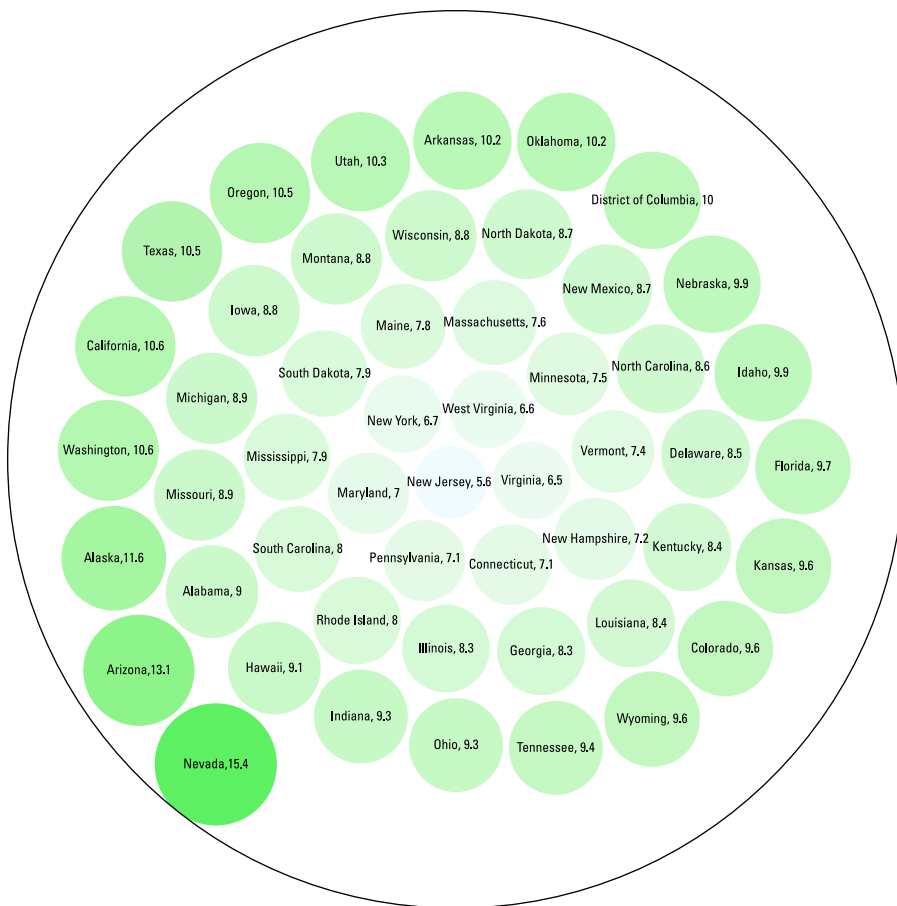 Arkansas, 10.2
Oklahoma, 10.2
Utah, 10.3
Oregon, 10.5
District of Columbia, 10
North Dakota, 8.7
Wisconsin, 8.8
Texas, 10.5
Montana, 8.8
Nebraska, 9.9
New Mexico, 8.7
Iowa, 8.8
Massachusetts, 7.6
Maine, 7.8
California, 10.6
North Carolina, 8.6
Idaho, 9.9
South Dakota, 7.9
Minnesota, 7.5
Michigan, 8.9
West Virginia, 6.6
New York, 6.7
Washington, 10.6
Vermont, 7.4
Delaware, 8.5
Mississippi, 7.9
Florida, 9.7
New Jersey, 5.6
Virginia, 6.5
Maryland, 7
Missouri, 8.9
New Hampshire, 7.2
Kentucky, 8.4
South Carolina, 8
Alaska,11.6
Pennsylvania, 7.1
Connecticut, 7.1
Kansas, 9.6
Alabama, 9
Rhode Island, 8
Louisiana, 8.4
Illinois, 8.3
Georgia, 8.3
Colorado, 9.6
Hawaii, 9.1
Arizona,13.1
Indiana, 9.3
Wyoming, 9.6
Ohio, 9.3
Tennessee, 9.4
Nevada,15.4